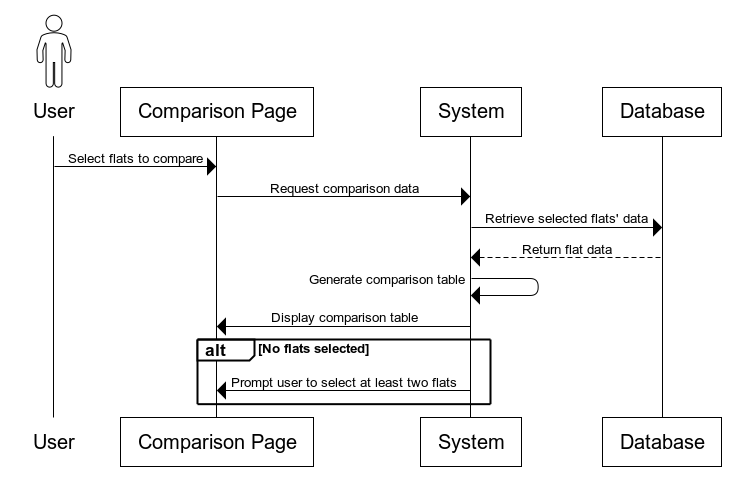 User
Comparison Page
System
Database
Select flats to compare
Request comparison data
Retrieve selected flats' data
Return flat data
Generate comparison table
Display comparison table
alt [No flats selected]
Prompt user to select at least two flats
User
Comparison Page
System
Database